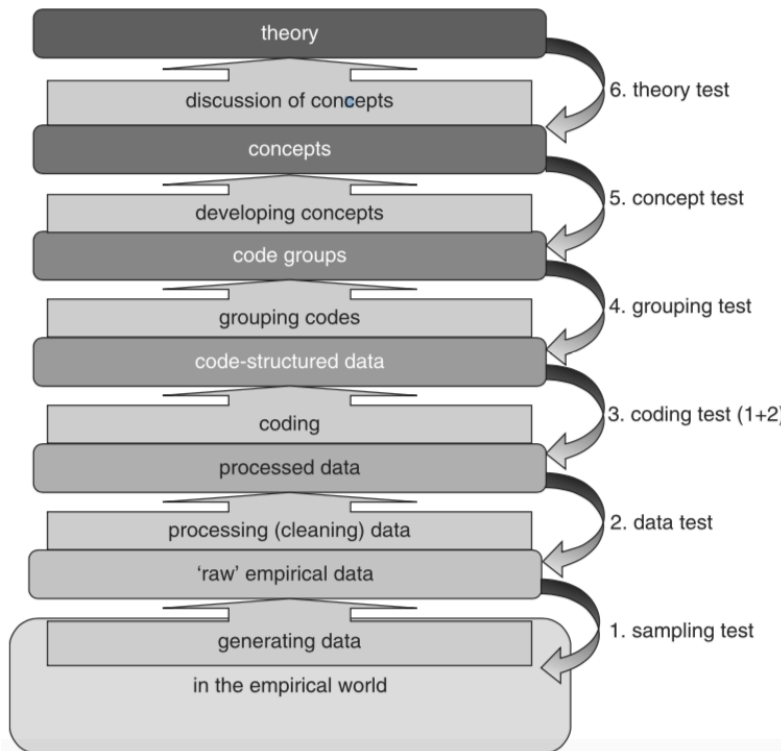 theory
6. theory test
discussion of concepts
concepts
5. concept test
developing concepts
code groups
4. grouping test
grouping codes
code-structured data
3. coding test (1+2)
coding
processed data
2. data test
processing (cleaning) data
‘raw’ empirical data
1. sampling test
generating data
in the empirical world